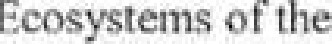 Ecosystems of the